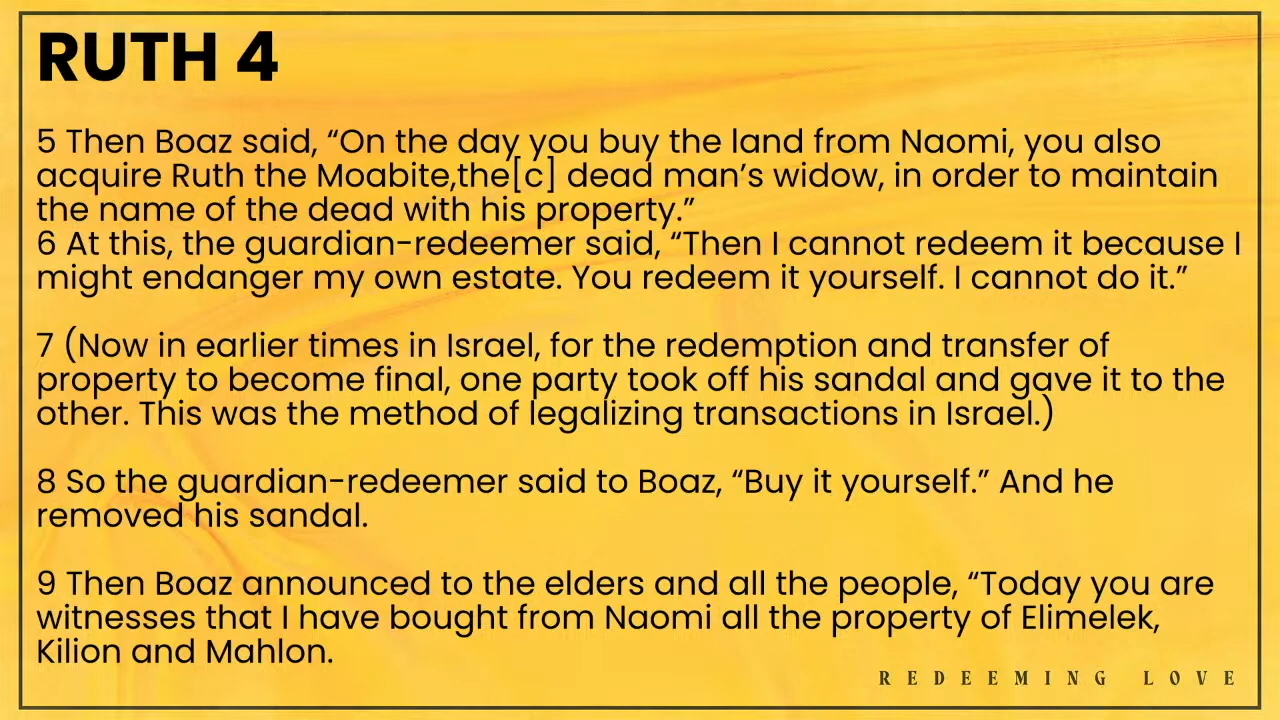 RUTH 4
5 Then Boaz said, “On the day you buy the land from Naomi, you also
acquire Ruth the Moabite,the[c] dead man’s widow, in order to maintain
the name of the dead with his property.”
6 At this, the guardian-redeemer said, “Then I cannot redeem it because I
might endanger my own estate. You redeem it yourself. I cannot do it.”
7 (Now in earlier times in Israel, for the redemption and transfer of
property to become final, one party took off his sandal and gave it to the
other. This was the method of legalizing transactions in Israel.)
8 So the guardian-redeemer said to Boaz, “Buy it yourself.” And he
removed his sandal.
9 Then Boaz announced to the elders and all the people, “Today you are
witnesses that I have bought from Naomi all the property of Elimelek,
Kilion and Mahlon.
REDEEMING LOVE